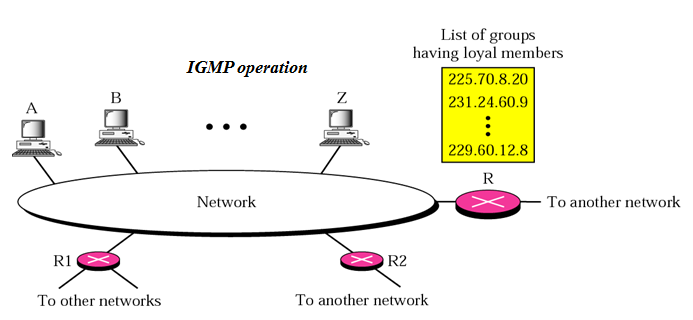 List of groups
having loyal members
IGMP operation
225.70.8.20
231.24.60.9
229.60.12.8
A
B
Z
R
Network
To another network
R1
R2
To other networks
To another network